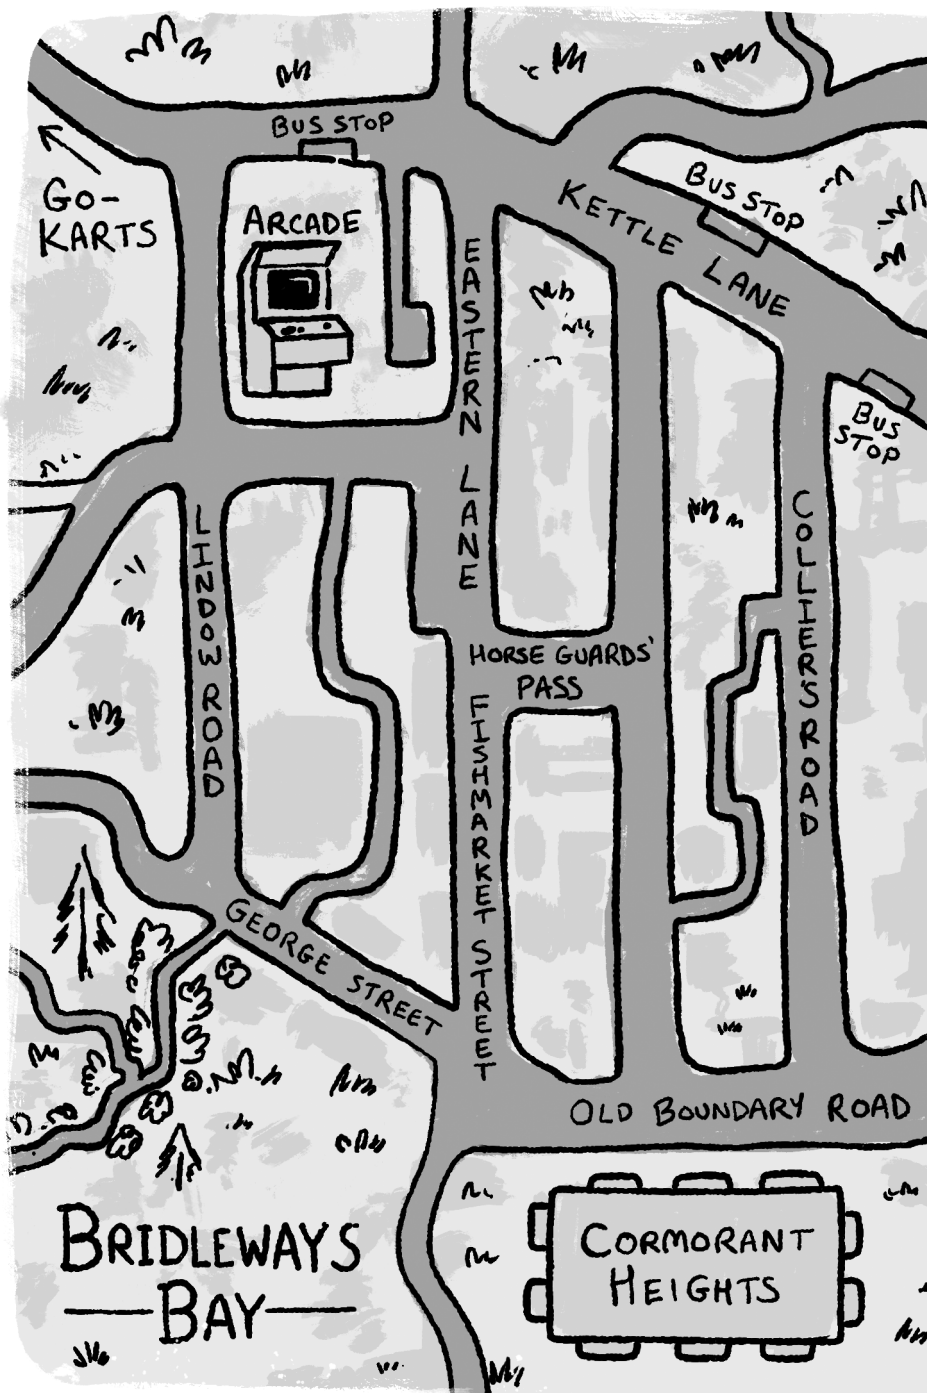 BUS STOP
GO-
KARTS
ARCADE
KETTLE LANE
BUS STOP
BUS
STOP
EASTERN LANE
COLLIERS ROAD
LINDOW ROAD
HORSE GUARDS'
PASS
FISHMARKET STREET
GEORGE STREET
OLD BOUNDARY ROAD
BRIDLEWAYS
BAY
CORMORANT
HEIGHTS